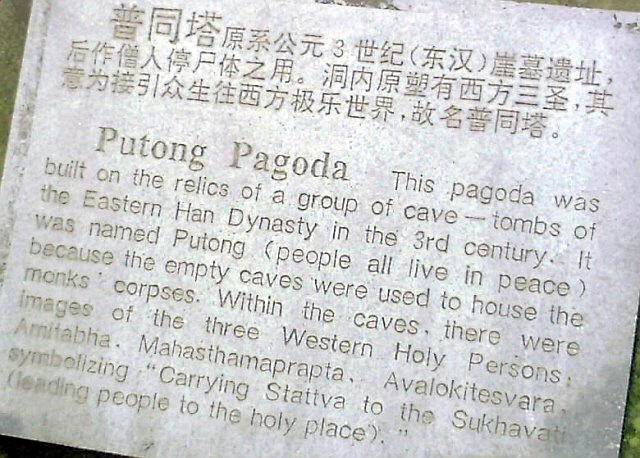 普同塔原系公元3世纪(东汉)崖墓遗址,
后作僧人停尸体之用。洞内原塑有西方三圣,其
意为接引众生往西方极乐世界,故名普同塔。
Putong Pagoda This pagoda was
built on the relics of a group of cave—tombs of
the Eastern Han Dynasty in the 3rd century. It
was named Putong (people all live in peace)
because the empty caves were used to house the
monks' corpses. Within the caves, there were
images of the three Western Holy Persons:
Amitabha, Mahasthamaprapta, Avalokitesvara,
symbolizing "Carrying Stattva to the Sukhavati
(leading people to the holy place)."